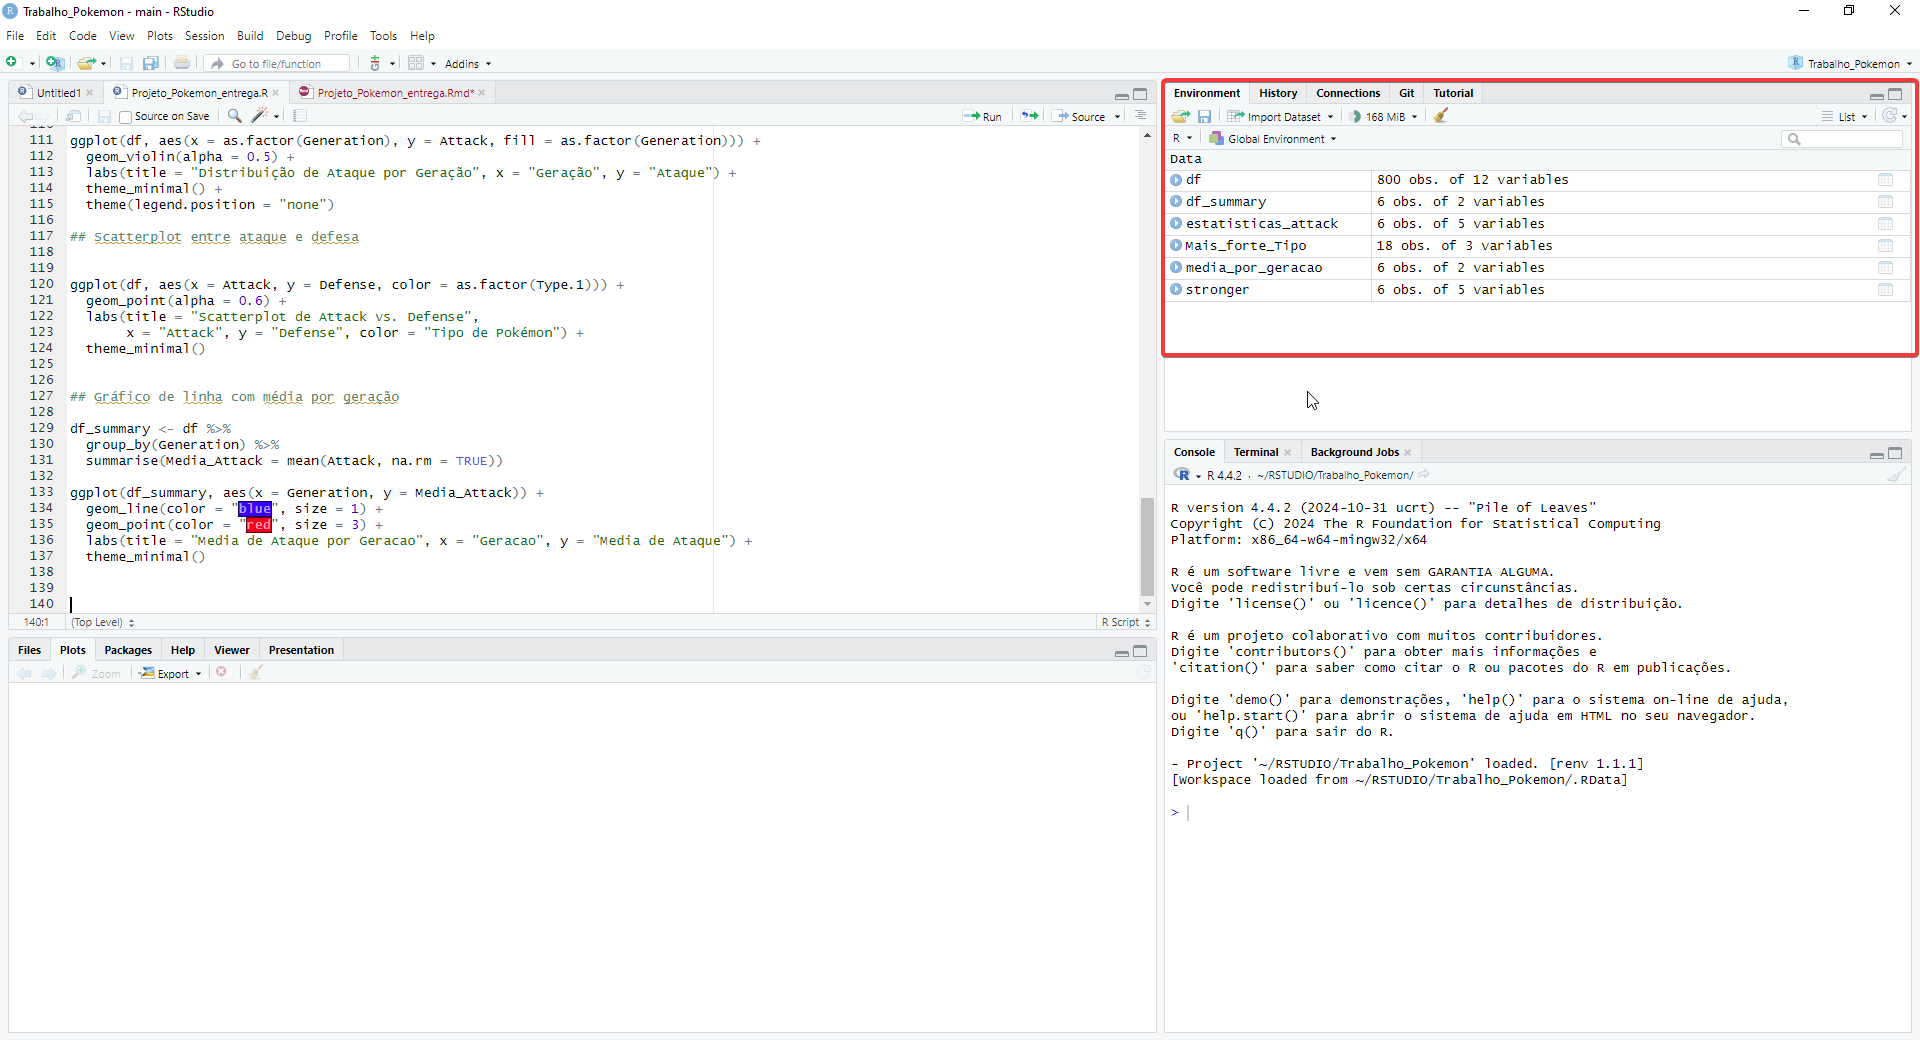 Trabalho_Pokemon - main - RStudio
File Edit Code View Plots Session Build Debug Profile Tools Help
Go to file/function Addins Trabalho_Pokemon
Untitled1 Projeto_Pokemon_entrega.R Projeto_Pokemon_entrega.Rmd*
Source on Save Run Source
111 ggplot(df, aes(x = as.factor(Generation), y = Attack, fill = as.factor(Generation))) +
112 geom_violin(alpha = 0.5) +
113 labs(title = "Distribuição de Ataque por Geração", x = "Geração", y = "Ataque") +
114 theme_minimal() +
115 theme(legend.position = "none")
116
117 ## Scatterplot entre ataque e defesa
118
119
120 ggplot(df, aes(x = Attack, y = Defense, color = as.factor(Type.1))) +
121 geom_point(alpha = 0.6) +
122 labs(title = "Scatterplot de Attack vs. Defense",
123 x = "Attack", y = "Defense", color = "Tipo de Pokémon") +
124 theme_minimal()
125
126
127 ## Gráfico de linha com média por geração
128
129 df_summary <- df %>%
130 group_by(Generation) %>%
131 summarise(Media_Attack = mean(Attack, na.rm = TRUE))
132
133 ggplot(df_summary, aes(x = Generation, y = Media_Attack)) +
134 geom_line(color = "blue", size = 1) +
135 geom_point(color = "red", size = 3) +
136 labs(title = "Media de Ataque por Geracao", x = "Geracao", y = "Media de Ataque") +
137 theme_minimal()
138
139
140
140:1 (Top Level) R Script
Files Plots Packages Help Viewer Presentation
Zoom Export
Environment History Connections Git Tutorial
Import Dataset 168 MiB List
R Global Environment
Data
df 800 obs. of 12 variables
df_summary 6 obs. of 2 variables
estatisticas_attack 6 obs. of 5 variables
Mais_forte_Tipo 18 obs. of 3 variables
media_por_geracao 6 obs. of 2 variables
stronger 6 obs. of 5 variables
Console Terminal Background Jobs
R 4.4.2 · ~/RSTUDIO/Trabalho_Pokemon/
R version 4.4.2 (2024-10-31 ucrt) -- "Pile of Leaves"
Copyright (C) 2024 The R Foundation for Statistical Computing
Platform: x86_64-w64-mingw32/x64
R é um software livre e vem sem GARANTIA ALGUMA.
Você pode redistribuí-lo sob certas circunstâncias.
Digite 'license()' ou 'licence()' para detalhes de distribuição.
R é um projeto colaborativo com muitos contribuidores.
Digite 'contributors()' para obter mais informações e
'citation()' para saber como citar o R ou pacotes do R em publicações.
Digite 'demo()' para demonstrações, 'help()' para o sistema on-line de ajuda,
ou 'help.start()' para abrir o sistema de ajuda em HTML no seu navegador.
Digite 'q()' para sair do R.
- Project '~/RSTUDIO/Trabalho_Pokemon' loaded. [renv 1.1.1]
[Workspace loaded from ~/RSTUDIO/Trabalho_Pokemon/.RData]
>